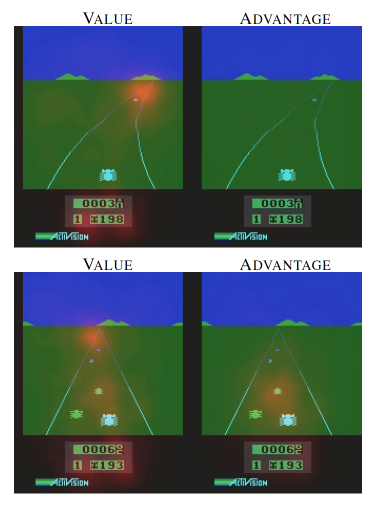 VALUE ADVANTAGE
0003 0003
1 198 1 198
ACTIVISION ACTIVISION
VALUE ADVANTAGE
0006 0006
1 193 1 193
ACTIVISION ACTIVISION